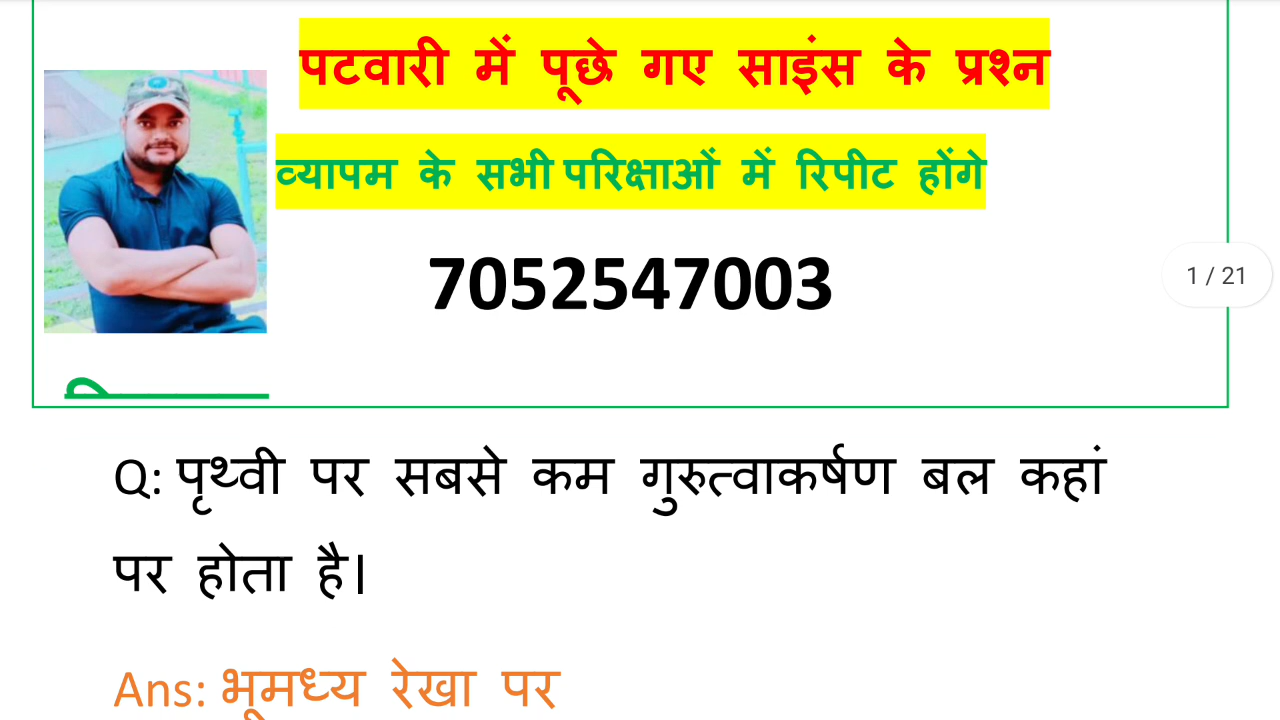 पटवारी में पूछे गए साइंस के प्रश्न
व्यापम के सभी परिक्षाओं में रिपीट होंगे
7052547003
1 / 21
Q: पृथ्वी पर सबसे कम गुरुत्वाकर्षण बल कहां
पर होता है।
Ans: भूमध्य रेखा पर